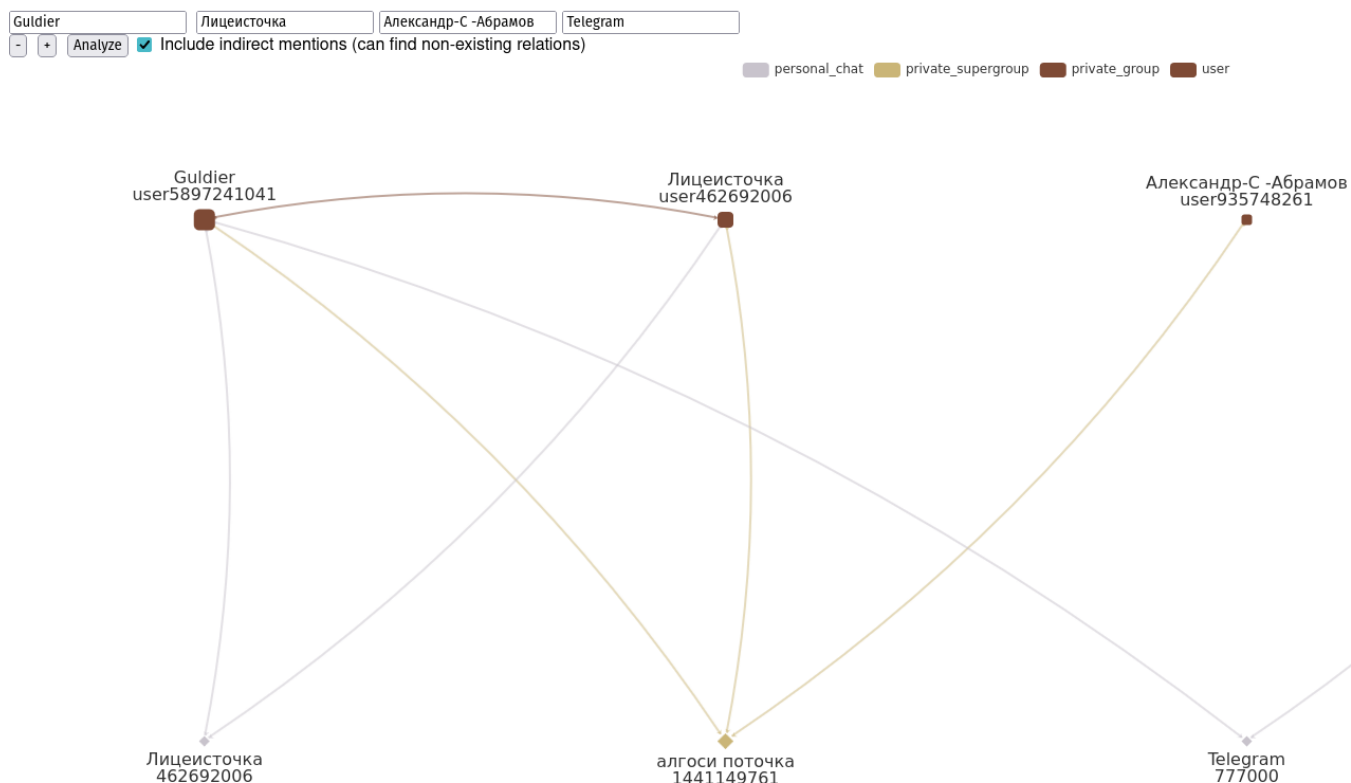 Guldier Лицеисточка Александр-С -Абрамов Telegram
- + Analyze Include indirect mentions (can find non-existing relations)
personal_chat private_supergroup private_group user
Guldier
user5897241041
Лицеисточка
user462692006
Александр-С -Абрамов
user935748261
Лицеисточка
462692006
алгоси поточка
1441149761
Telegram
777000